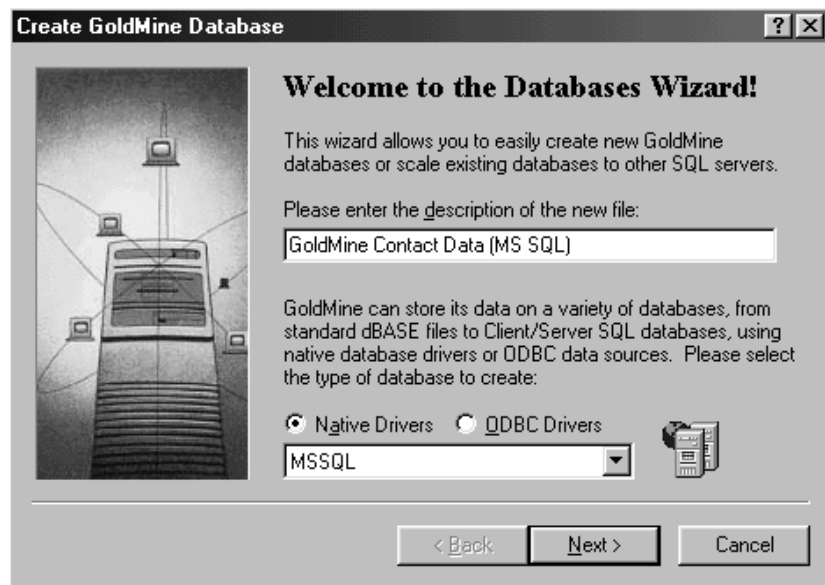 Create GoldMine Database
Welcome to the Databases Wizard!
This wizard allows you to easily create new GoldMine
databases or scale existing databases to other SQL servers.
Please enter the description of the new file:
GoldMine Contact Data (MS SQL)
GoldMine can store its data on a variety of databases, from
standard dBASE files to Client/Server SQL databases, using
native database drivers or ODBC data sources.  Please select
the type of database to create:
Native Drivers
ODBC Drivers
MSSQL
< Back
Next >
Cancel